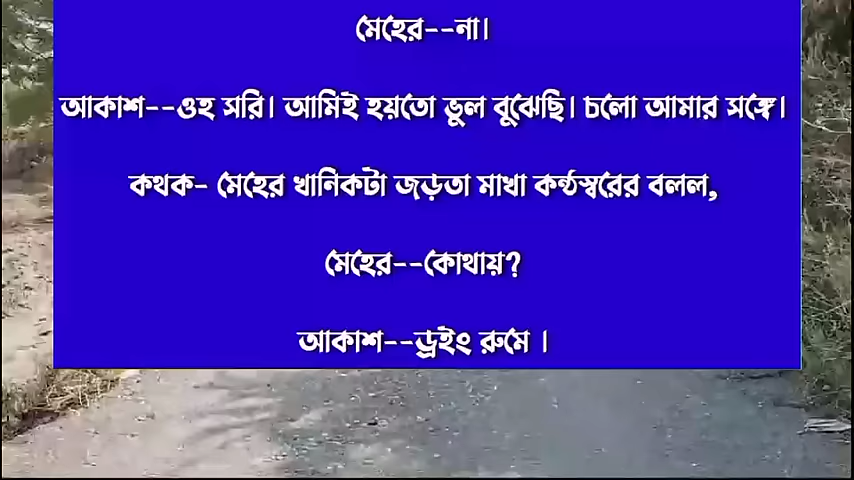 মেহের--না।
আকাশ--ওহ সরি। আমিই হয়তো ভুল বুঝেছি। চলো আমার সঙ্গে।
কথক- মেহের খানিকটা জড়তা মাখা কন্ঠস্বরের বলল,
মেহের--কোথায়?
আকাশ--ড্রইং রুমে ।